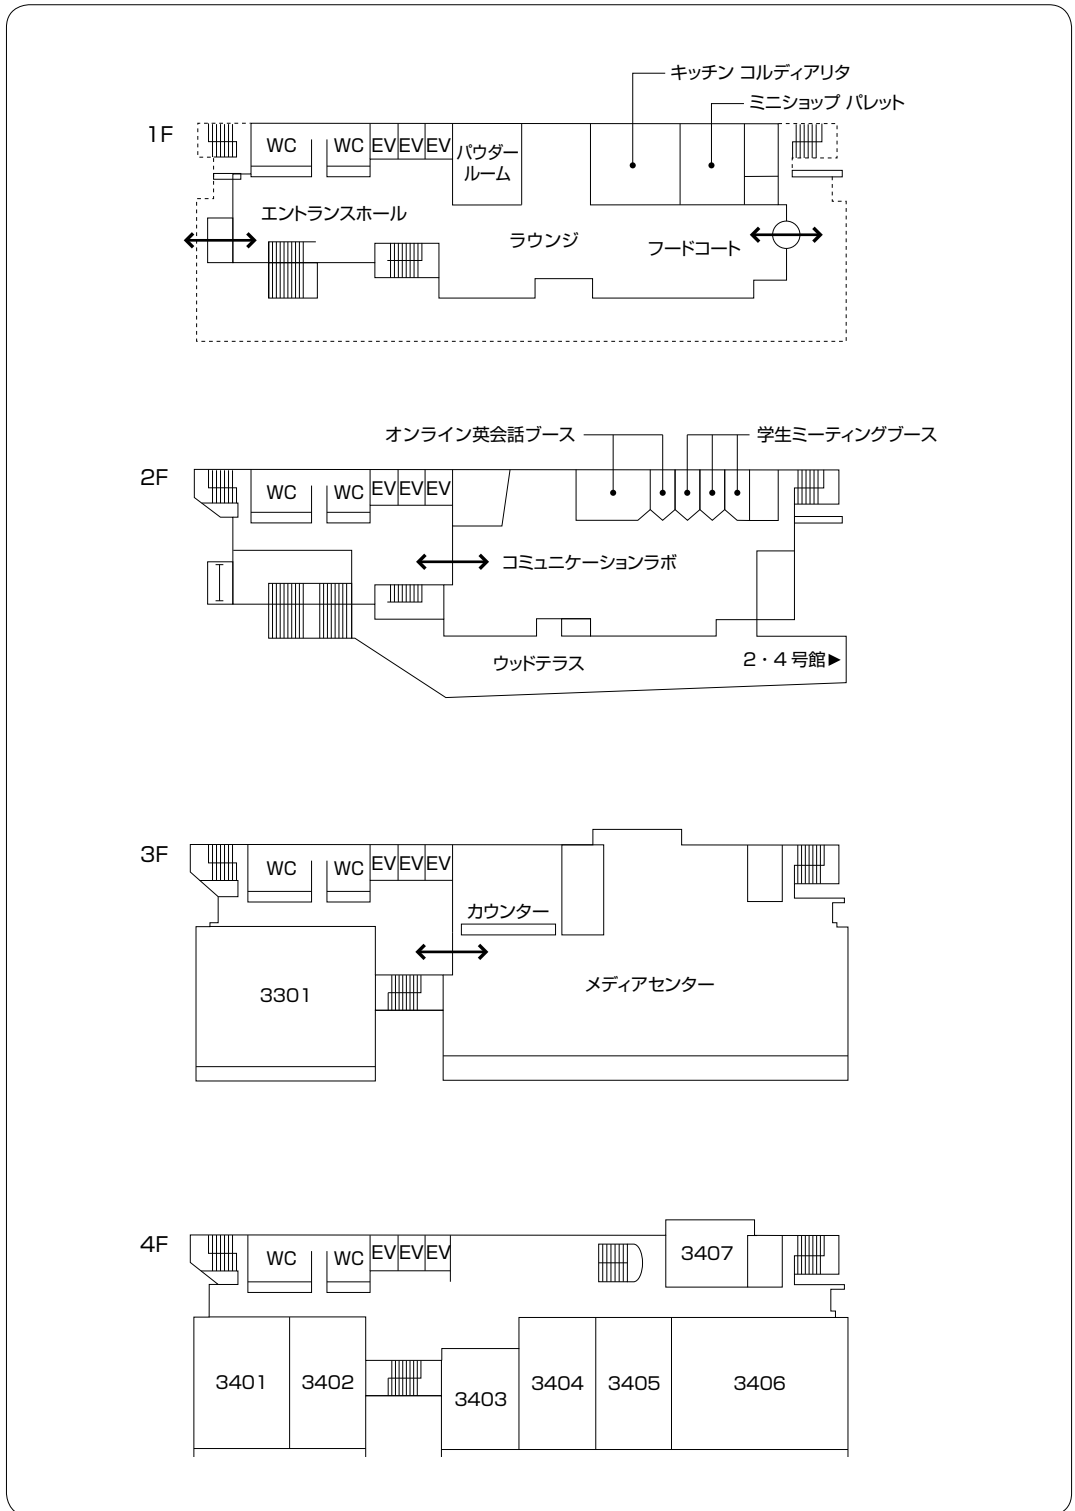 キッチン コルディアリタ
ミニショップ パレット
1F
WC
WC
EV
EV
EV
パウダー
ルーム
エントランスホール
ラウンジ
フードコート
オンライン英会話ブース
学生ミーティングブース
2F
WC
WC
EV
EV
EV
コミュニケーションラボ
ウッドテラス
2・4号館▶
3F
WC
WC
EV
EV
EV
カウンター
3301
メディアセンター
4F
WC
WC
EV
EV
EV
3407
3401
3402
3403
3404
3405
3406